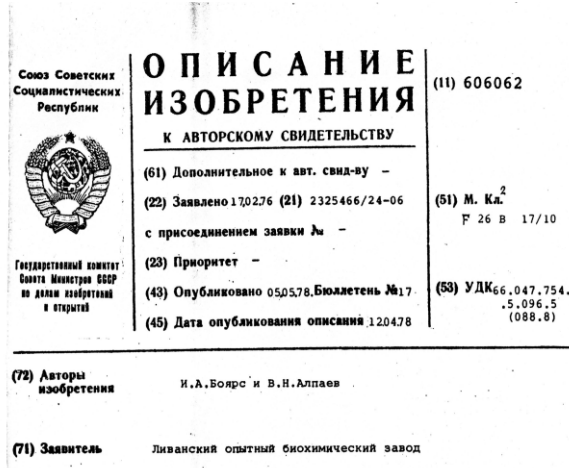 Союз Советских
Социалистических
Республик
Государственный комитет
Совета Министров СССР
по делам изобретений
и открытий
ОПИСАНИЕ
ИЗОБРЕТЕНИЯ
К АВТОРСКОМУ СВИДЕТЕЛЬСТВУ
(61) Дополнительное к авт. свид-ву –
(22) Заявлено 17.02.76 (21) 2325466/24-06
с присоединением заявки № –
(23) Приоритет –
(43) Опубликовано 05.05.78. Бюллетень № 17
(45) Дата опубликования описания 12.04.78
(11) 606062
(51) М. Кл.²
F 26 B 17/10
(53) УДК 66.047.754.
.5.096.5
(088.8)
(72) Авторы
изобретения
И.А.Боярс и В.Н.Алпаев
(71) Заявитель
Ливанский опытный биохимический завод